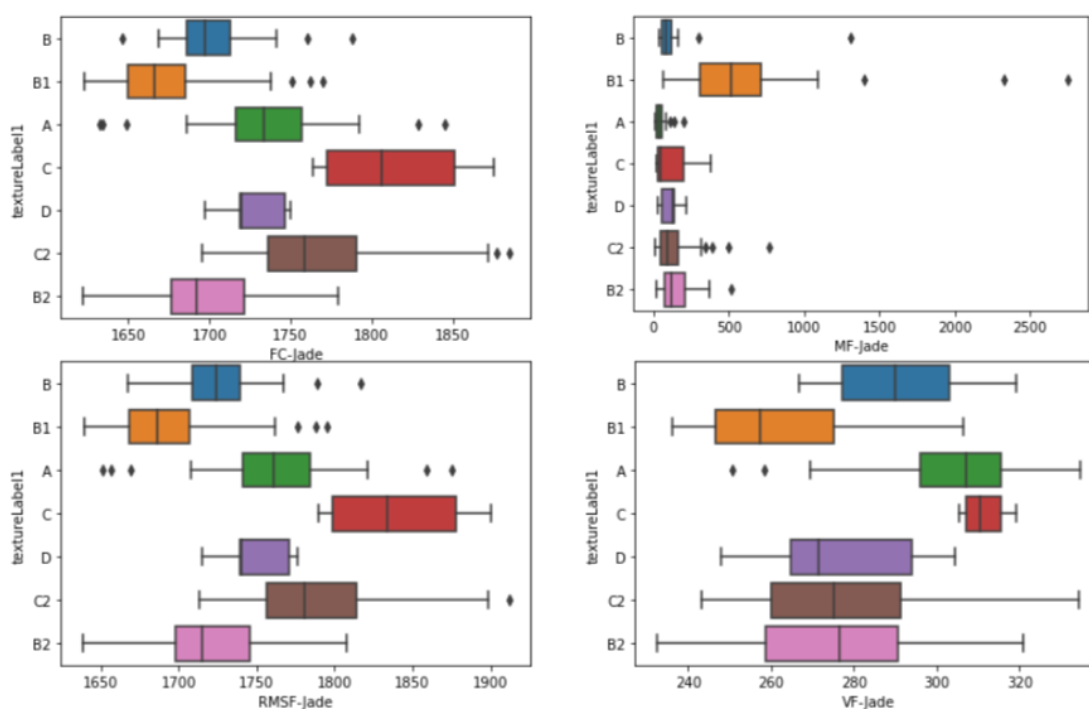 textureLabel1
B
B1
A
C
D
C2
B2
1650 1700 1750 1800 1850
FC-Jade
textureLabel1
B
B1
A
C
D
C2
B2
0 500 1000 1500 2000 2500
MF-Jade
textureLabel1
B
B1
A
C
D
C2
B2
1650 1700 1750 1800 1850 1900
RMSF-Jade
textureLabel1
B
B1
A
C
D
C2
B2
240 260 280 300 320
VF-Jade